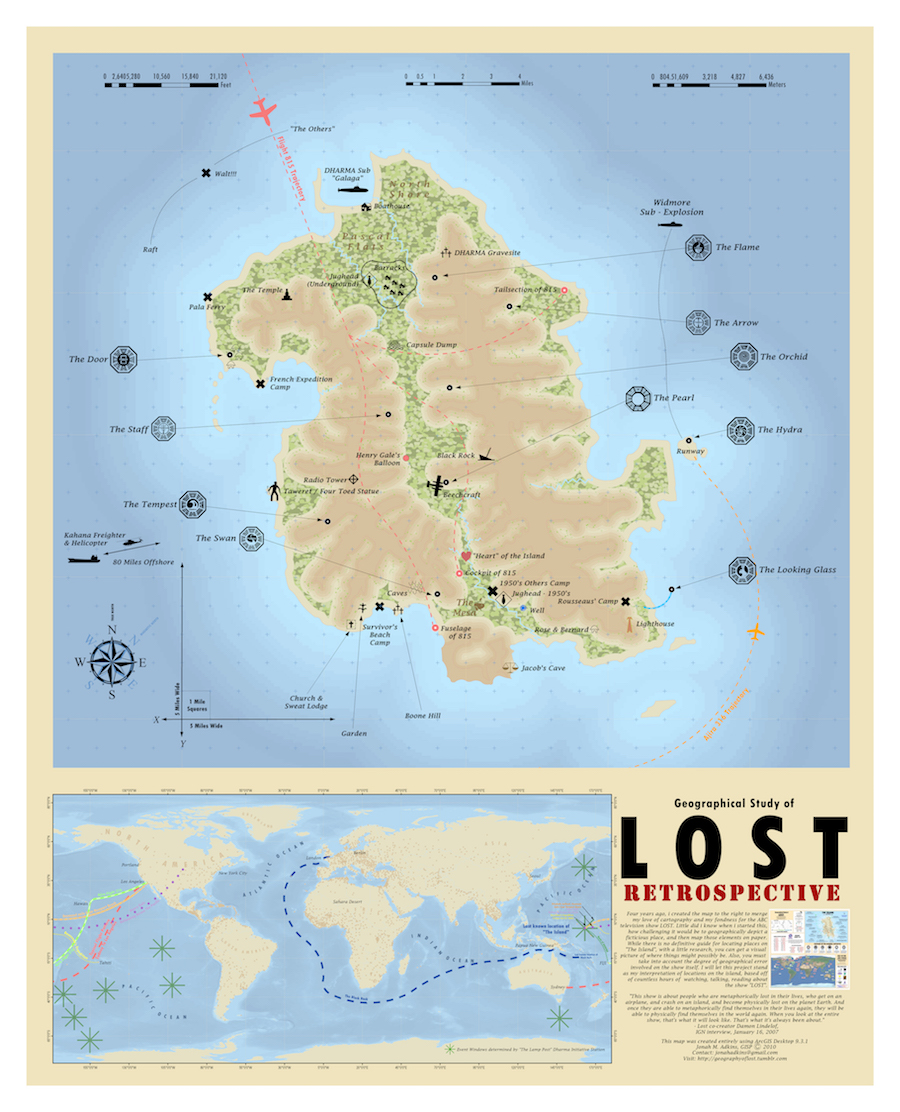 0 2,6405,280 10,560 15,840 21,120
Feet
0 0.5 1 2 3 4
Miles
0 804.51,609 3,218 4,827 6,436
Meters
"The Others"
Flight 815 Trajectory
Walt!!!
Raft
DHARMA Sub
"Galaga"
North
Shore
Boathouse
Widmore
Sub - Explosion
The Flame
DHARMA Gravesite
Pascal
Flats
Barracks
Jughead
(Underground)
The Temple
Tailsection of 815
Pala Ferry
The Arrow
Capsule Dump
The Door
The Orchid
French Expedition
Camp
The Pearl
The Staff
The Hydra
Runway
Henry Gale's
Balloon
Black Rock
Radio Tower
Taweret / Four Toed Statue
Beechcraft
The Tempest
The Swan
Kahana Freighter
& Helicopter
80 Miles Offshore
"Heart" of the Island
Cockpit of 815
The Looking Glass
1950's Others Camp
Jughead - 1950's
Caves
The
Mesa
Rousseaus' Camp
Well
Survivor's
Beach
Camp
Fuselage
of 815
Rose & Bernard
Lighthouse
N
W E
S
Jacob's Cave
5 Miles Wide
1 Mile
Squares
Church &
Sweat Lodge
Boone Hill
X
5 Miles Wide
Garden
Y
Ajira 316 Trajectory
Geographical Study of
LOST
RETROSPECTIVE
NORTH AMERICA
Portland
Los Angeles
New York City
ATLANTIC OCEAN
London
Sahara Desert
INDIAN OCEAN
PACIFIC OCEAN
Last known location of
"The Island"
Sydney
PACIFIC OCEAN
Event Windows determined by "The Lamp Post" Dharma Initiative Station
Four years ago, I created the map to the right to merge
my love of cartography and my fondness for the ABC
television show LOST. Little did I know when I started this,
how challenging it would be to geographically depict a
fictitious place, and then map those elements on paper.
While there is no definitive guide for locating places on
"The Island", with a little research, you can get a visual
picture of where things might possibly be. Also, you must
take into account the degree of geographical error
involved on the show itself. I will let this project stand
as my interpretation of locations on the island, based off
of countless hours of watching, talking, reading about
the show "LOST".
"This show is about people who are metaphorically lost in their lives, who get on an
airplane, and crash on an island, and become physically lost on the planet Earth. And
once they are able to metaphorically find themselves in their lives again, they will be
able to physically find themselves in the world again. When you look at the entire
show, that's what it will look like. That's what it's always been about."
- Lost co-creator Damon Lindelof,
IGN interview, January 16, 2007
This map was created entirely using ArcGIS Desktop 9.3.1
Jonah M. Adkins, GISP © 2010
Contact: jonahadkins@gmail.com
Visit: http://geographyoflost.tumblr.com